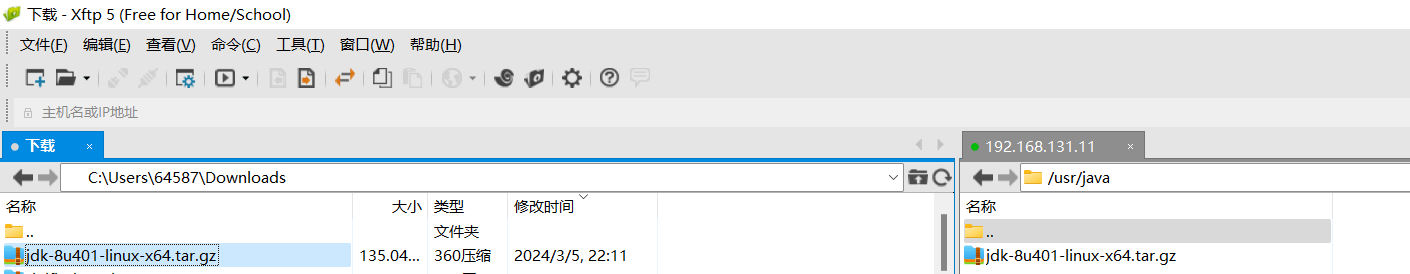 下载 - Xftp 5 (Free for Home/School)
文件(F) 编辑(E) 查看(V) 命令(C) 工具(T) 窗口(W) 帮助(H)
主机名或IP地址
下载 × 192.168.131.11 ×
C:\Users\64587\Downloads /usr/java
名称 大小 类型 修改时间 名称
.. 文件夹 ..
jdk-8u401-linux-x64.tar.gz 135.04... 360压缩 2024/3/5, 22:11 jdk-8u401-linux-x64.tar.gz